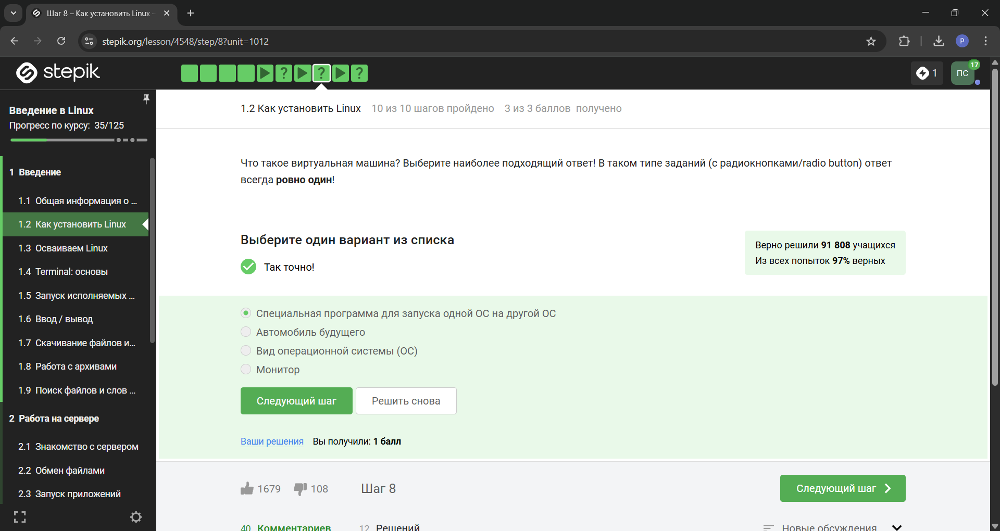 Шаг 8 – Как установить Linux –
stepik.org/lesson/4548/step/8?unit=1012
P
stepik
? ? ?
1
ПС
17
Введение в Linux
Прогресс по курсу: 35/125
1 Введение
1.1 Общая информация о ...
1.2 Как установить Linux
1.3 Осваиваем Linux
1.4 Terminal: основы
1.5 Запуск исполняемых ...
1.6 Ввод / вывод
1.7 Скачивание файлов и...
1.8 Работа с архивами
1.9 Поиск файлов и слов ...
2 Работа на сервере
2.1 Знакомство с сервером
2.2 Обмен файлами
2.3 Запуск приложений
1.2 Как установить Linux 10 из 10 шагов пройдено 3 из 3 баллов получено
Что такое виртуальная машина? Выберите наиболее подходящий ответ! В таком типе заданий (с радиокнопками/radio button) ответ
всегда ровно один!
Выберите один вариант из списка
Так точно!
Верно решили 91 808 учащихся
Из всех попыток 97% верных
Специальная программа для запуска одной ОС на другой ОС
Автомобиль будущего
Вид операционной системы (ОС)
Монитор
Следующий шаг
Решить снова
Ваши решения Вы получили: 1 балл
1679 108 Шаг 8
Следующий шаг
40 Комментариев 12 Решений
Новые обсуждения